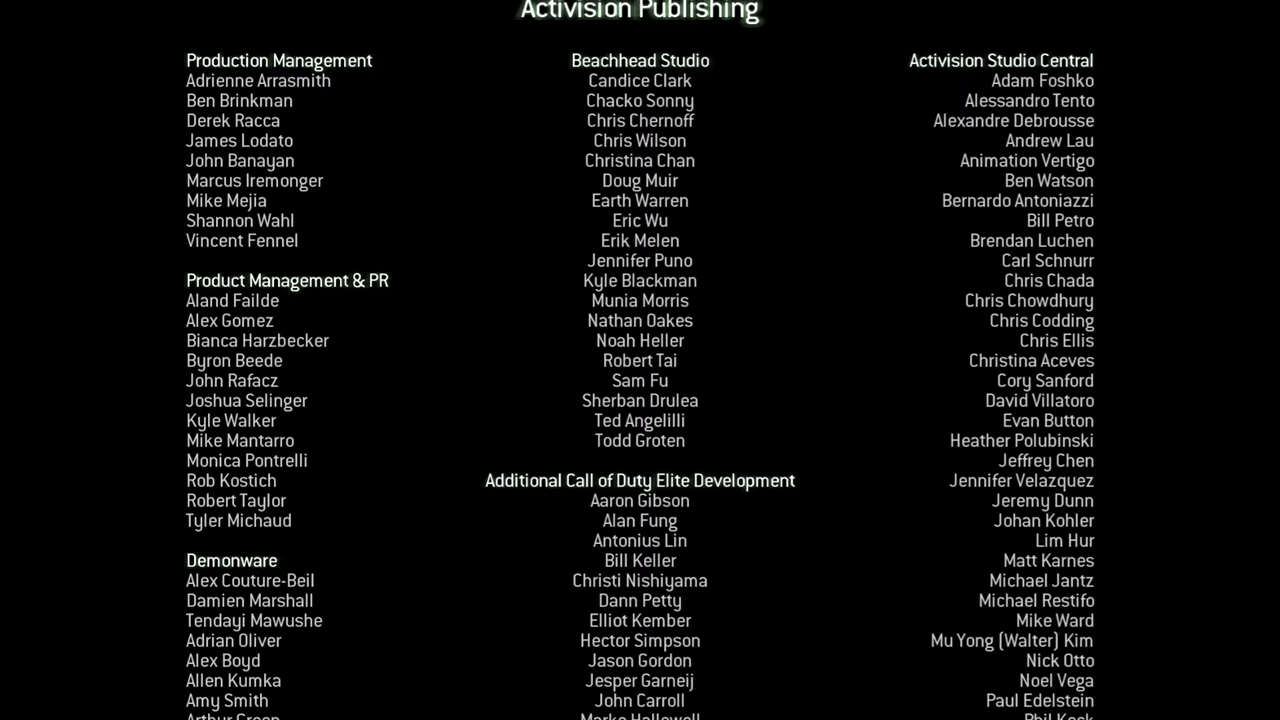 Activision Publishing
Production Management
Adrienne Arrasmith
Ben Brinkman
Derek Racca
James Lodato
John Banayan
Marcus Iremonger
Mike Mejia
Shannon Wahl
Vincent Fennel
Product Management & PR
Aland Failde
Alex Gomez
Bianca Harzbecker
Byron Beede
John Rafacz
Joshua Selinger
Kyle Walker
Mike Mantarro
Monica Pontrelli
Rob Kostich
Robert Taylor
Tyler Michaud
Demonware
Alex Couture-Beil
Damien Marshall
Tendayi Mawushe
Adrian Oliver
Alex Boyd
Allen Kumka
Amy Smith
Beachhead Studio
Candice Clark
Chacko Sonny
Chris Chernoff
Chris Wilson
Christina Chan
Doug Muir
Earth Warren
Eric Wu
Erik Melen
Jennifer Puno
Kyle Blackman
Munia Morris
Nathan Oakes
Noah Heller
Robert Tai
Sam Fu
Sherban Drulea
Ted Angelilli
Todd Groten
Additional Call of Duty Elite Development
Aaron Gibson
Alan Fung
Antonius Lin
Bill Keller
Christi Nishiyama
Dann Petty
Elliot Kember
Hector Simpson
Jason Gordon
Jesper Garneij
John Carroll
Activision Studio Central
Adam Foshko
Alessandro Tento
Alexandre Debrousse
Andrew Lau
Animation Vertigo
Ben Watson
Bernardo Antoniazzi
Bill Petro
Brendan Luchen
Carl Schnurr
Chris Chada
Chris Chowdhury
Chris Codding
Chris Ellis
Christina Aceves
Cory Sanford
David Villatoro
Evan Button
Heather Polubinski
Jeffrey Chen
Jennifer Velazquez
Jeremy Dunn
Johan Kohler
Lim Hur
Matt Karnes
Michael Jantz
Michael Restifo
Mike Ward
Mu Yong (Walter) Kim
Nick Otto
Noel Vega
Paul Edelstein